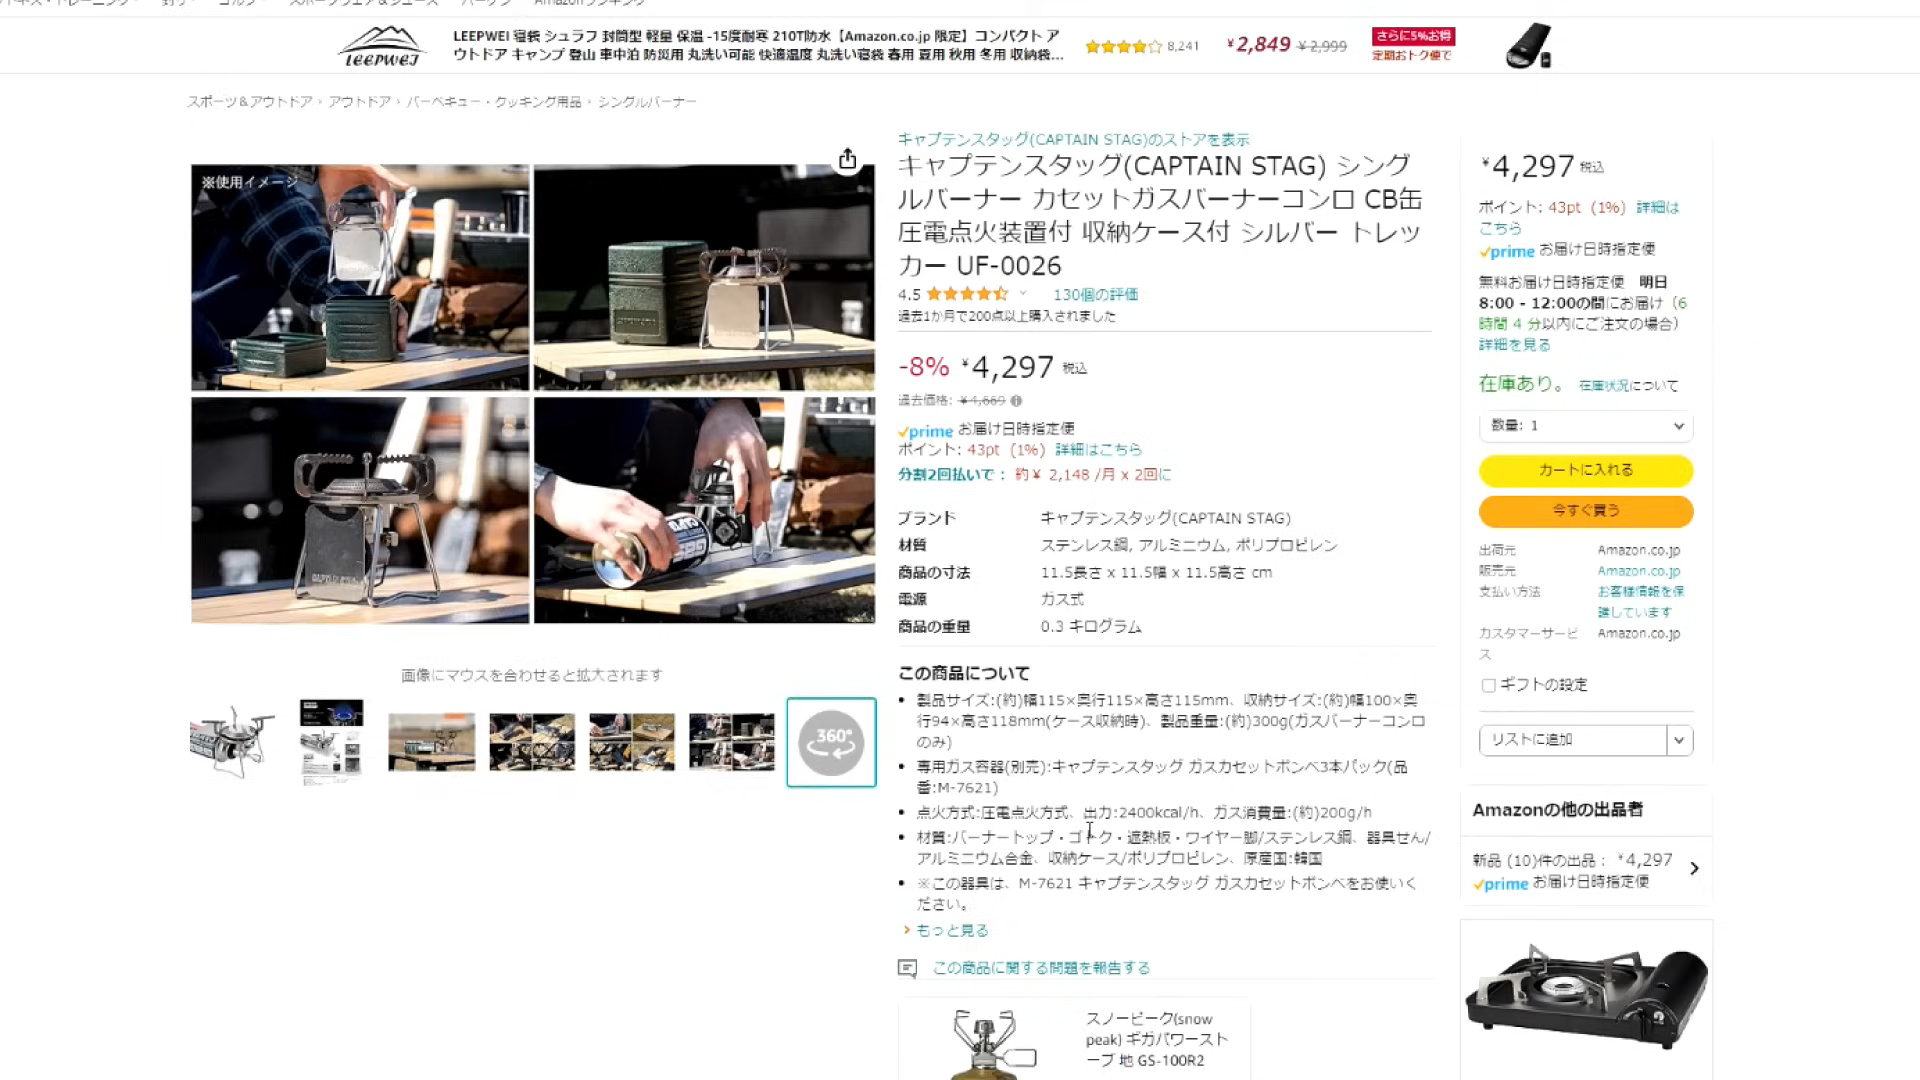 LEEPWEI 寝袋 シュラフ 封筒型 軽量 保温 -15度耐寒 210T防水【Amazon.co.jp 限定】コンパクト ア
ウトドア キャンプ 登山 車中泊 防災用 丸洗い可能 快適温度 丸洗い寝袋 春用 夏用 秋用 冬用 収納袋...
LEEPWEI
8,241
¥2,849 ¥2,999
さらに5%お得
定期おトク便で
スポーツ&アウトドア › アウトドア › バーベキュー・クッキング用品 › シングルバーナー
※使用イメージ
画像にマウスを合わせると拡大されます
360°
キャプテンスタッグ(CAPTAIN STAG)のストアを表示
キャプテンスタッグ(CAPTAIN STAG) シング
ルバーナー カセットガスバーナーコンロ CB缶
圧電点火装置付 収納ケース付 シルバー トレッ
カー UF-0026
4.5 130個の評価
過去1か月で200点以上購入されました
-8% ¥4,297 税込
過去価格: ¥4,669
prime お届け日時指定便
ポイント: 43pt (1%) 詳細はこちら
分割2回払いで: 約¥ 2,148 /月 x 2回に
ブランド キャプテンスタッグ(CAPTAIN STAG)
材質 ステンレス鋼, アルミニウム, ポリプロピレン
商品の寸法 11.5長さ x 11.5幅 x 11.5高さ cm
電源 ガス式
商品の重量 0.3 キログラム
この商品について
• 製品サイズ:(約)幅115×奥行115×高さ115mm、収納サイズ:(約)幅100×奥
行94×高さ118mm(ケース収納時)、製品重量:(約)300g(ガスバーナーコンロ
のみ)
• 専用ガス容器(別売):キャプテンスタッグ ガスカセットボンベ3本パック(品
番:M-7621)
• 点火方式:圧電点火方式、出力:2400kcal/h、ガス消費量:(約)200g/h
• 材質:バーナートップ・ゴトク・遮熱板・ワイヤー脚/ステンレス鋼、器具せん/
アルミニウム合金、収納ケース/ポリプロピレン、原産国:韓国
• ※この器具は、M-7621 キャプテンスタッグ ガスカセットボンベをお使いく
ださい。
› もっと見る
この商品に関する問題を報告する
スノーピーク(snow
peak) ギガパワースト
ーブ 地 GS-100R2
¥4,297 税込
ポイント: 43pt (1%) 詳細は
こちら
prime お届け日時指定便
無料お届け日時指定便 明日
8:00 - 12:00の間にお届け(6
時間 4 分以内にご注文の場合)
詳細を見る
在庫あり。 在庫状況について
数量: 1
カートに入れる
今すぐ買う
出荷元 Amazon.co.jp
販売元 Amazon.co.jp
支払い方法 お客様情報を保
護しています
カスタマーサービ Amazon.co.jp
ス
ギフトの設定
リストに追加
Amazonの他の出品者
新品 (10)件の出品: ¥4,297
prime お届け日時指定便